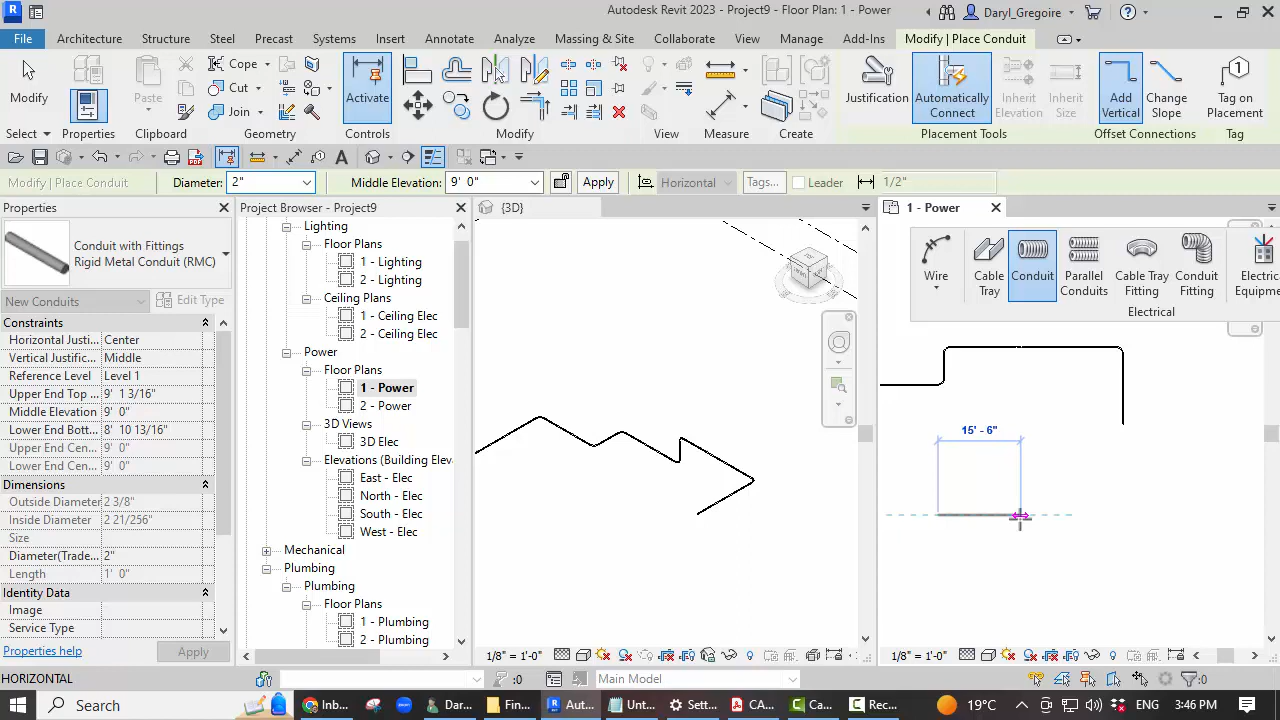 R
Autodesk Revit 2023 - Project9 - Floor Plan: 1 - Power
Daryl_Gregoire
File
Architecture
Structure
Steel
Precast
Systems
Insert
Annotate
Analyze
Massing & Site
Collaborate
View
Manage
Add-Ins
Modify | Place Conduit
Modify
Properties
Paste
Cope
Cut
Join
Activate
Justification
Automatically
Connect
Inherit
Elevation
Inherit
Size
Add
Vertical
Change
Slope
Tag on
Placement
Select
Properties
Clipboard
Geometry
Controls
Modify
View
Measure
Create
Placement Tools
Offset Connections
Tag
Modify | Place Conduit
Diameter:
2"
Middle Elevation:
9' 0"
Apply
Horizontal
Tags...
Leader
1/2"
Properties
Conduit with Fittings
Rigid Metal Conduit (RMC)
New Conduits
Edit Type
Constraints
Horizontal Justi...
Center
Vertical Justific...
Middle
Reference Level
Level 1
Upper End Top ...
9' 1 3/16"
Middle Elevation
9' 0"
Lower End Bott...
8' 10 13/16"
Upper End Cen...
9' 0"
Lower End Cen...
9' 0"
Dimensions
Outside Diameter
2 3/8"
Inside Diameter
2 21/256"
Size
Diameter(Trade...
2"
Length
1' 0"
Identity Data
Image
Service Type
Properties help
Apply
Project Browser - Project9
Lighting
Floor Plans
1 - Lighting
2 - Lighting
Ceiling Plans
1 - Ceiling Elec
2 - Ceiling Elec
Power
Floor Plans
1 - Power
2 - Power
3D Views
3D Elec
Elevations (Building Elev
East - Elec
North - Elec
South - Elec
West - Elec
Mechanical
Plumbing
Plumbing
Floor Plans
1 - Plumbing
2 - Plumbing
{3D}
1/8" = 1'-0"
1 - Power
Wire
Cable
Tray
Conduit
Parallel
Conduits
Cable Tray
Fitting
Conduit
Fitting
Electric
Equipme
Electrical
15' - 6"
1/8" = 1'-0"
HORIZONTAL
:0
Main Model
:0
Search
Inb...
Dar...
Finn...
Aut...
Unt...
Sett...
CA...
Ca...
Rec...
19°C
ENG
3:46 PM